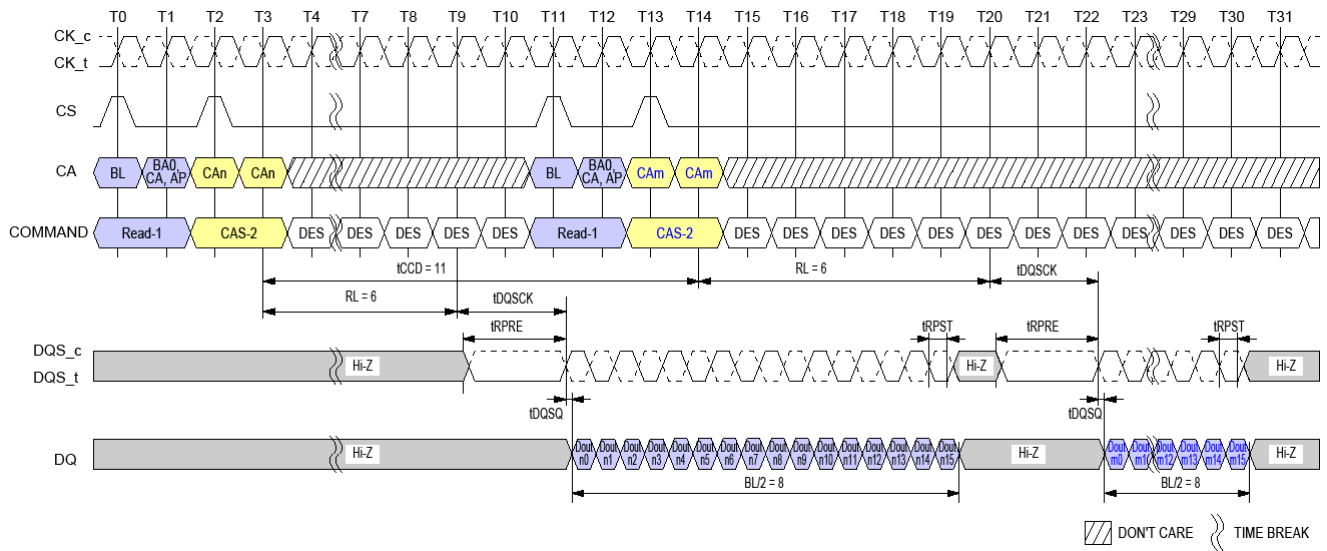 T0 T1 T2 T3 T4 T7 T8 T9 T10 T11 T12 T13 T14 T15 T16 T17 T18 T19 T20 T21 T22 T23 T29 T30 T31
CK_c
CK_t
CS
CA BL BA0, CA, AP CAn CAn BL BA0, CA, AP CAm CAm
COMMAND Read-1 CAS-2 DES DES DES DES DES Read-1 CAS-2 DES DES DES DES DES DES DES DES DES DES DES DES
tCCD = 11 RL = 6 tDQSCK
RL = 6 tDQSCK
tRPRE tRPST tRPRE tRPST
DQS_c
DQS_t
Hi-Z Hi-Z Hi-Z
tDQSQ tDQSQ
DQ Hi-Z Dout n0 Dout n1 Dout n2 Dout n3 Dout n4 Dout n5 Dout n6 Dout n7 Dout n8 Dout n9 Dout n10 Dout n11 Dout n12 Dout n13 Dout n14 Dout n15 Hi-Z Dout m0 Dout Dout m12 Dout m13 Dout m14 Dout m15 Hi-Z
BL/2 = 8 BL/2 = 8
DON'T CARE TIME BREAK